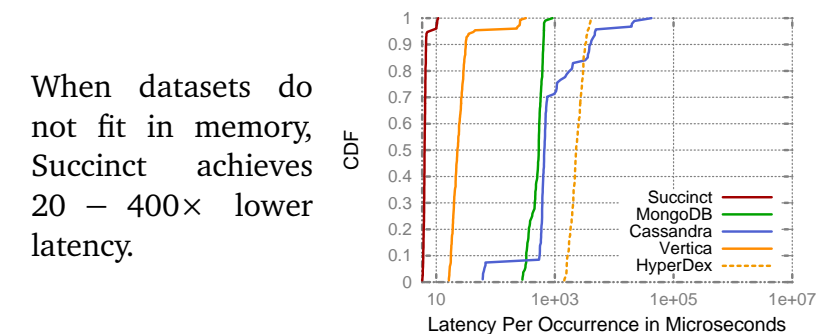 When datasets do
not fit in memory,
Succinct achieves
20 − 400× lower
latency.
CDF
1
0.9
0.8
0.7
0.6
0.5
0.4
0.3
0.2
0.1
0
Succinct
MongoDB
Cassandra
Vertica
HyperDex
10 1e+03 1e+05 1e+07
Latency Per Occurrence in Microseconds